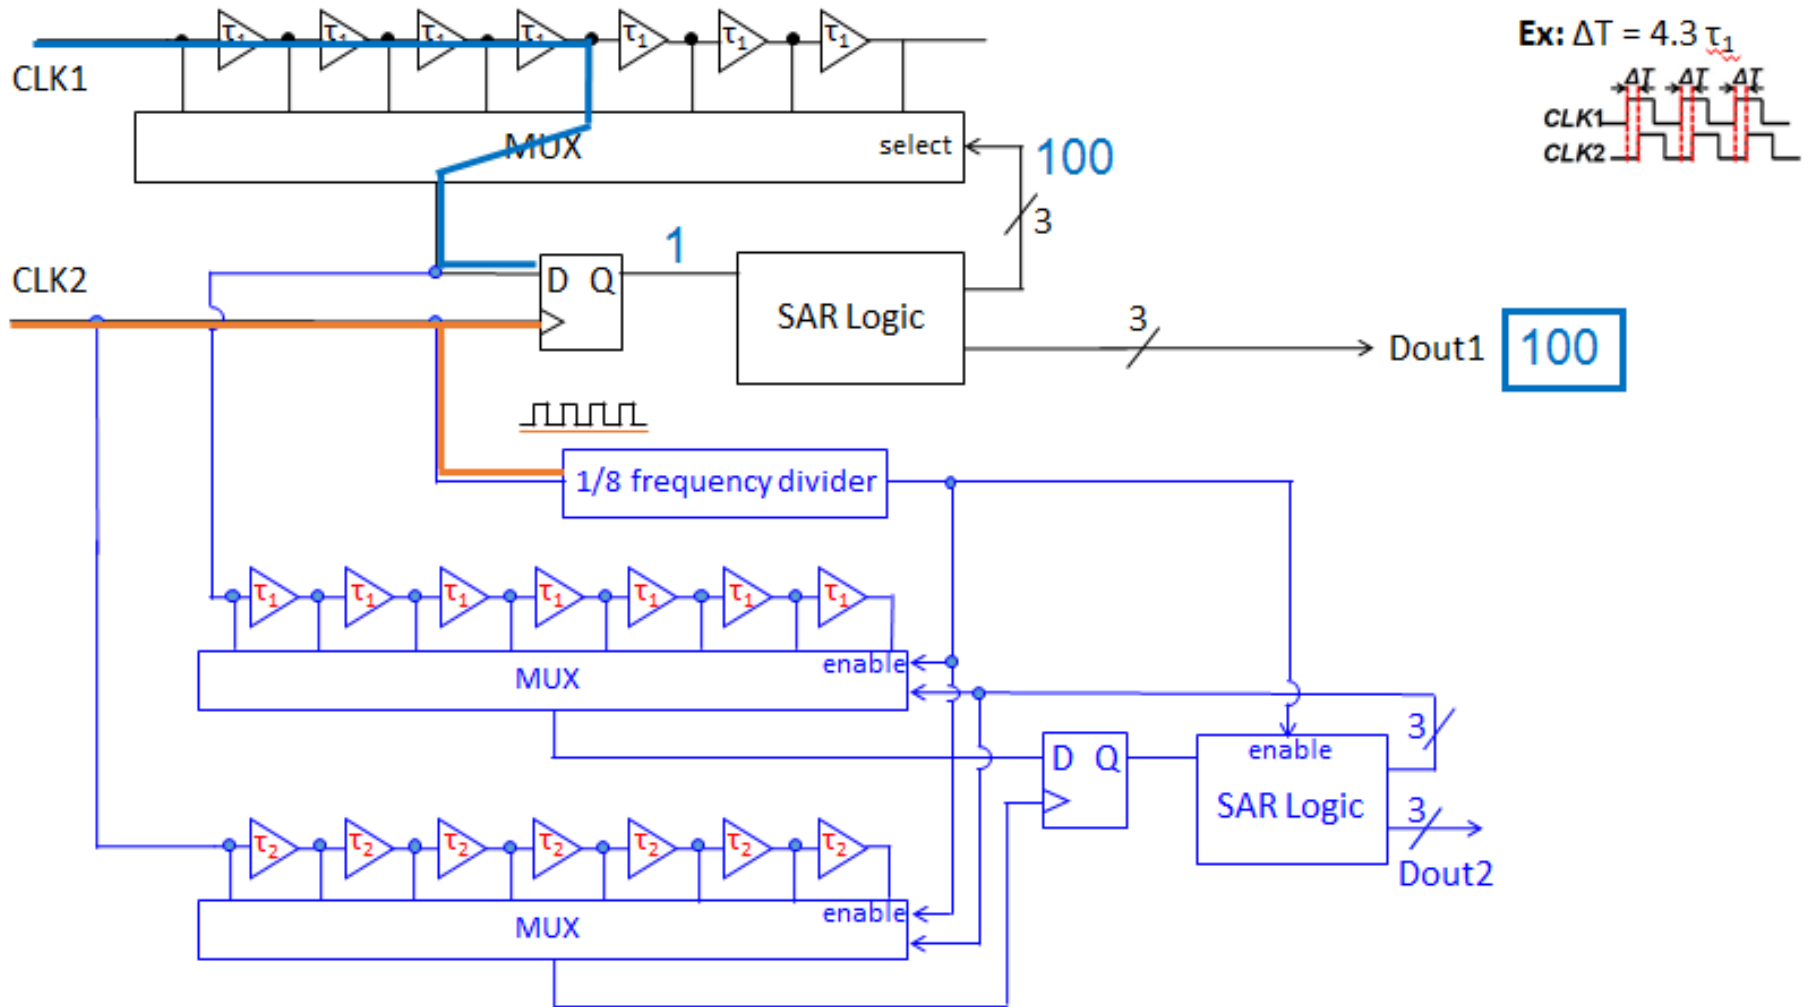 τ1 τ1 τ1 τ1 τ1 τ1 τ1
Ex: ΔT = 4.3 τ1
ΔT ΔT ΔT
CLK1
CLK2
CLK1
MUX
select
100
3
CLK2
D Q
1
SAR Logic
3
Dout1
100
1/8 frequency divider
τ1 τ1 τ1 τ1 τ1 τ1 τ1
enable
MUX
3
D Q
enable
SAR Logic
3
Dout2
τ2 τ2 τ2 τ2 τ2 τ2 τ2
enable
MUX